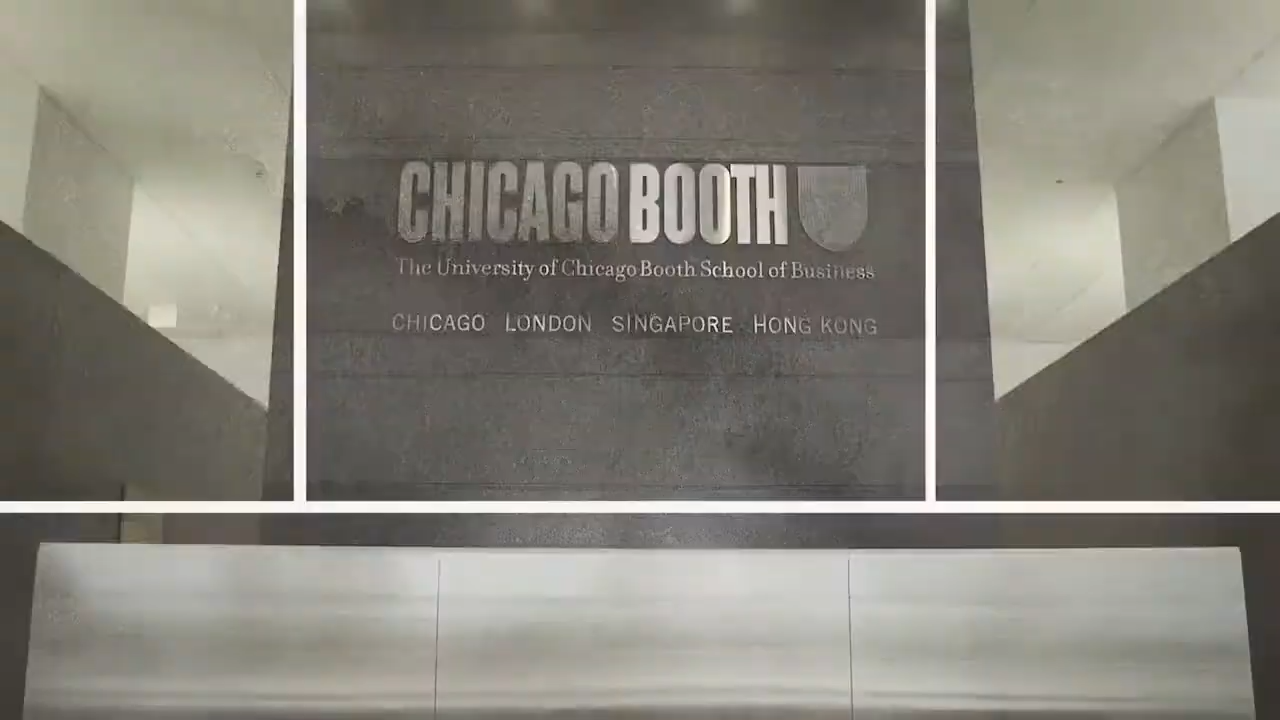 CHICAGO BOOTH
The University of Chicago Booth School of Business
CHICAGO LONDON SINGAPORE HONG KONG